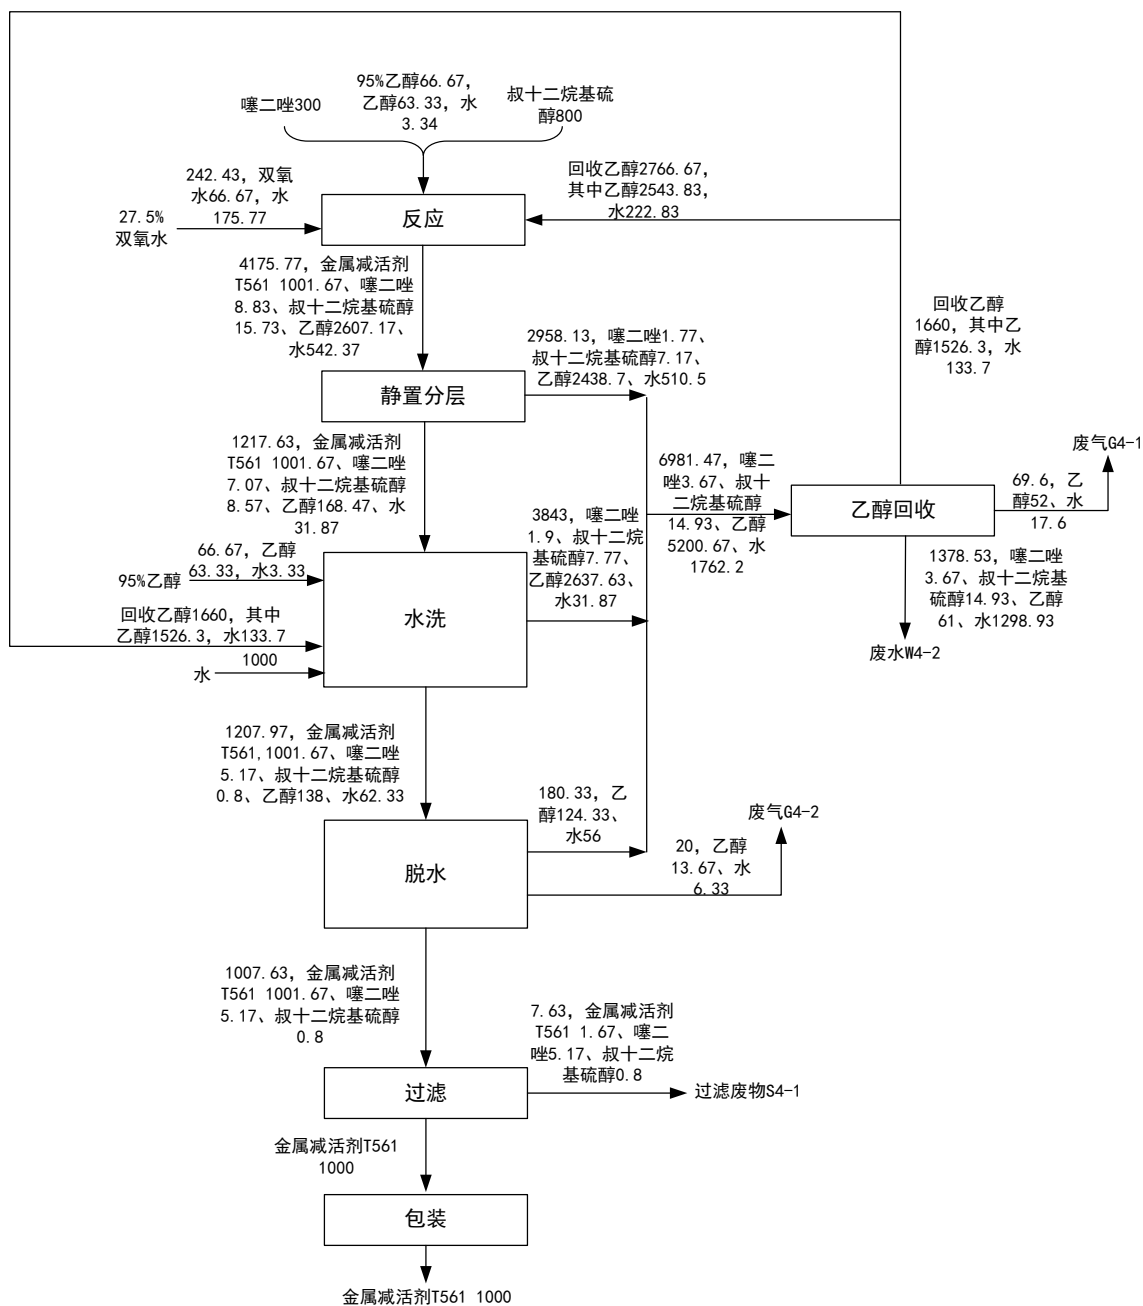 噻二唑300
95%乙醇66.67,
乙醇63.33, 水
3.34
叔十二烷基硫
醇800
242.43, 双氧
水66.67, 水
175.77
27.5%
双氧水
反应
回收乙醇2766.67,
其中乙醇2543.83,
水222.83
4175.77, 金属减活剂
T561 1001.67、噻二唑
8.83、叔十二烷基硫醇
15.73、乙醇2607.17、
水542.37
回收乙醇
1660, 其中乙
醇1526.3, 水
133.7
静置分层
2958.13, 噻二唑1.77、
叔十二烷基硫醇7.17、
乙醇2438.7、水510.5
1217.63, 金属减活剂
T561 1001.67、噻二唑
7.07、叔十二烷基硫醇
8.57、乙醇168.47、水
31.87
6981.47, 噻二
唑3.67、叔十
二烷基硫醇
14.93、乙醇
5200.67、水
1762.2
乙醇回收
废气G4-1
69.6, 乙
醇52、水
17.6
1378.53, 噻二唑
3.67、叔十二烷基
硫醇14.93、乙醇
61、水1298.93
废水W4-2
3843, 噻二唑
1.9、叔十二烷
基硫醇7.77、
乙醇2637.63、
水31.87
66.67, 乙醇
63.33, 水3.33
95%乙醇
回收乙醇1660, 其中
乙醇1526.3, 水133.7
1000
水
水洗
1207.97, 金属减活剂
T561,1001.67、噻二唑
5.17、叔十二烷基硫醇
0.8、乙醇138、水62.33
脱水
180.33, 乙
醇124.33、
水56
废气G4-2
20, 乙醇
13.67、水
6.33
1007.63, 金属减活剂
T561 1001.67、噻二唑
5.17、叔十二烷基硫醇
0.8
过滤
7.63, 金属减活剂
T561 1.67、噻二
唑5.17、叔十二烷
基硫醇0.8
过滤废物S4-1
金属减活剂T561
1000
包装
金属减活剂T561 1000